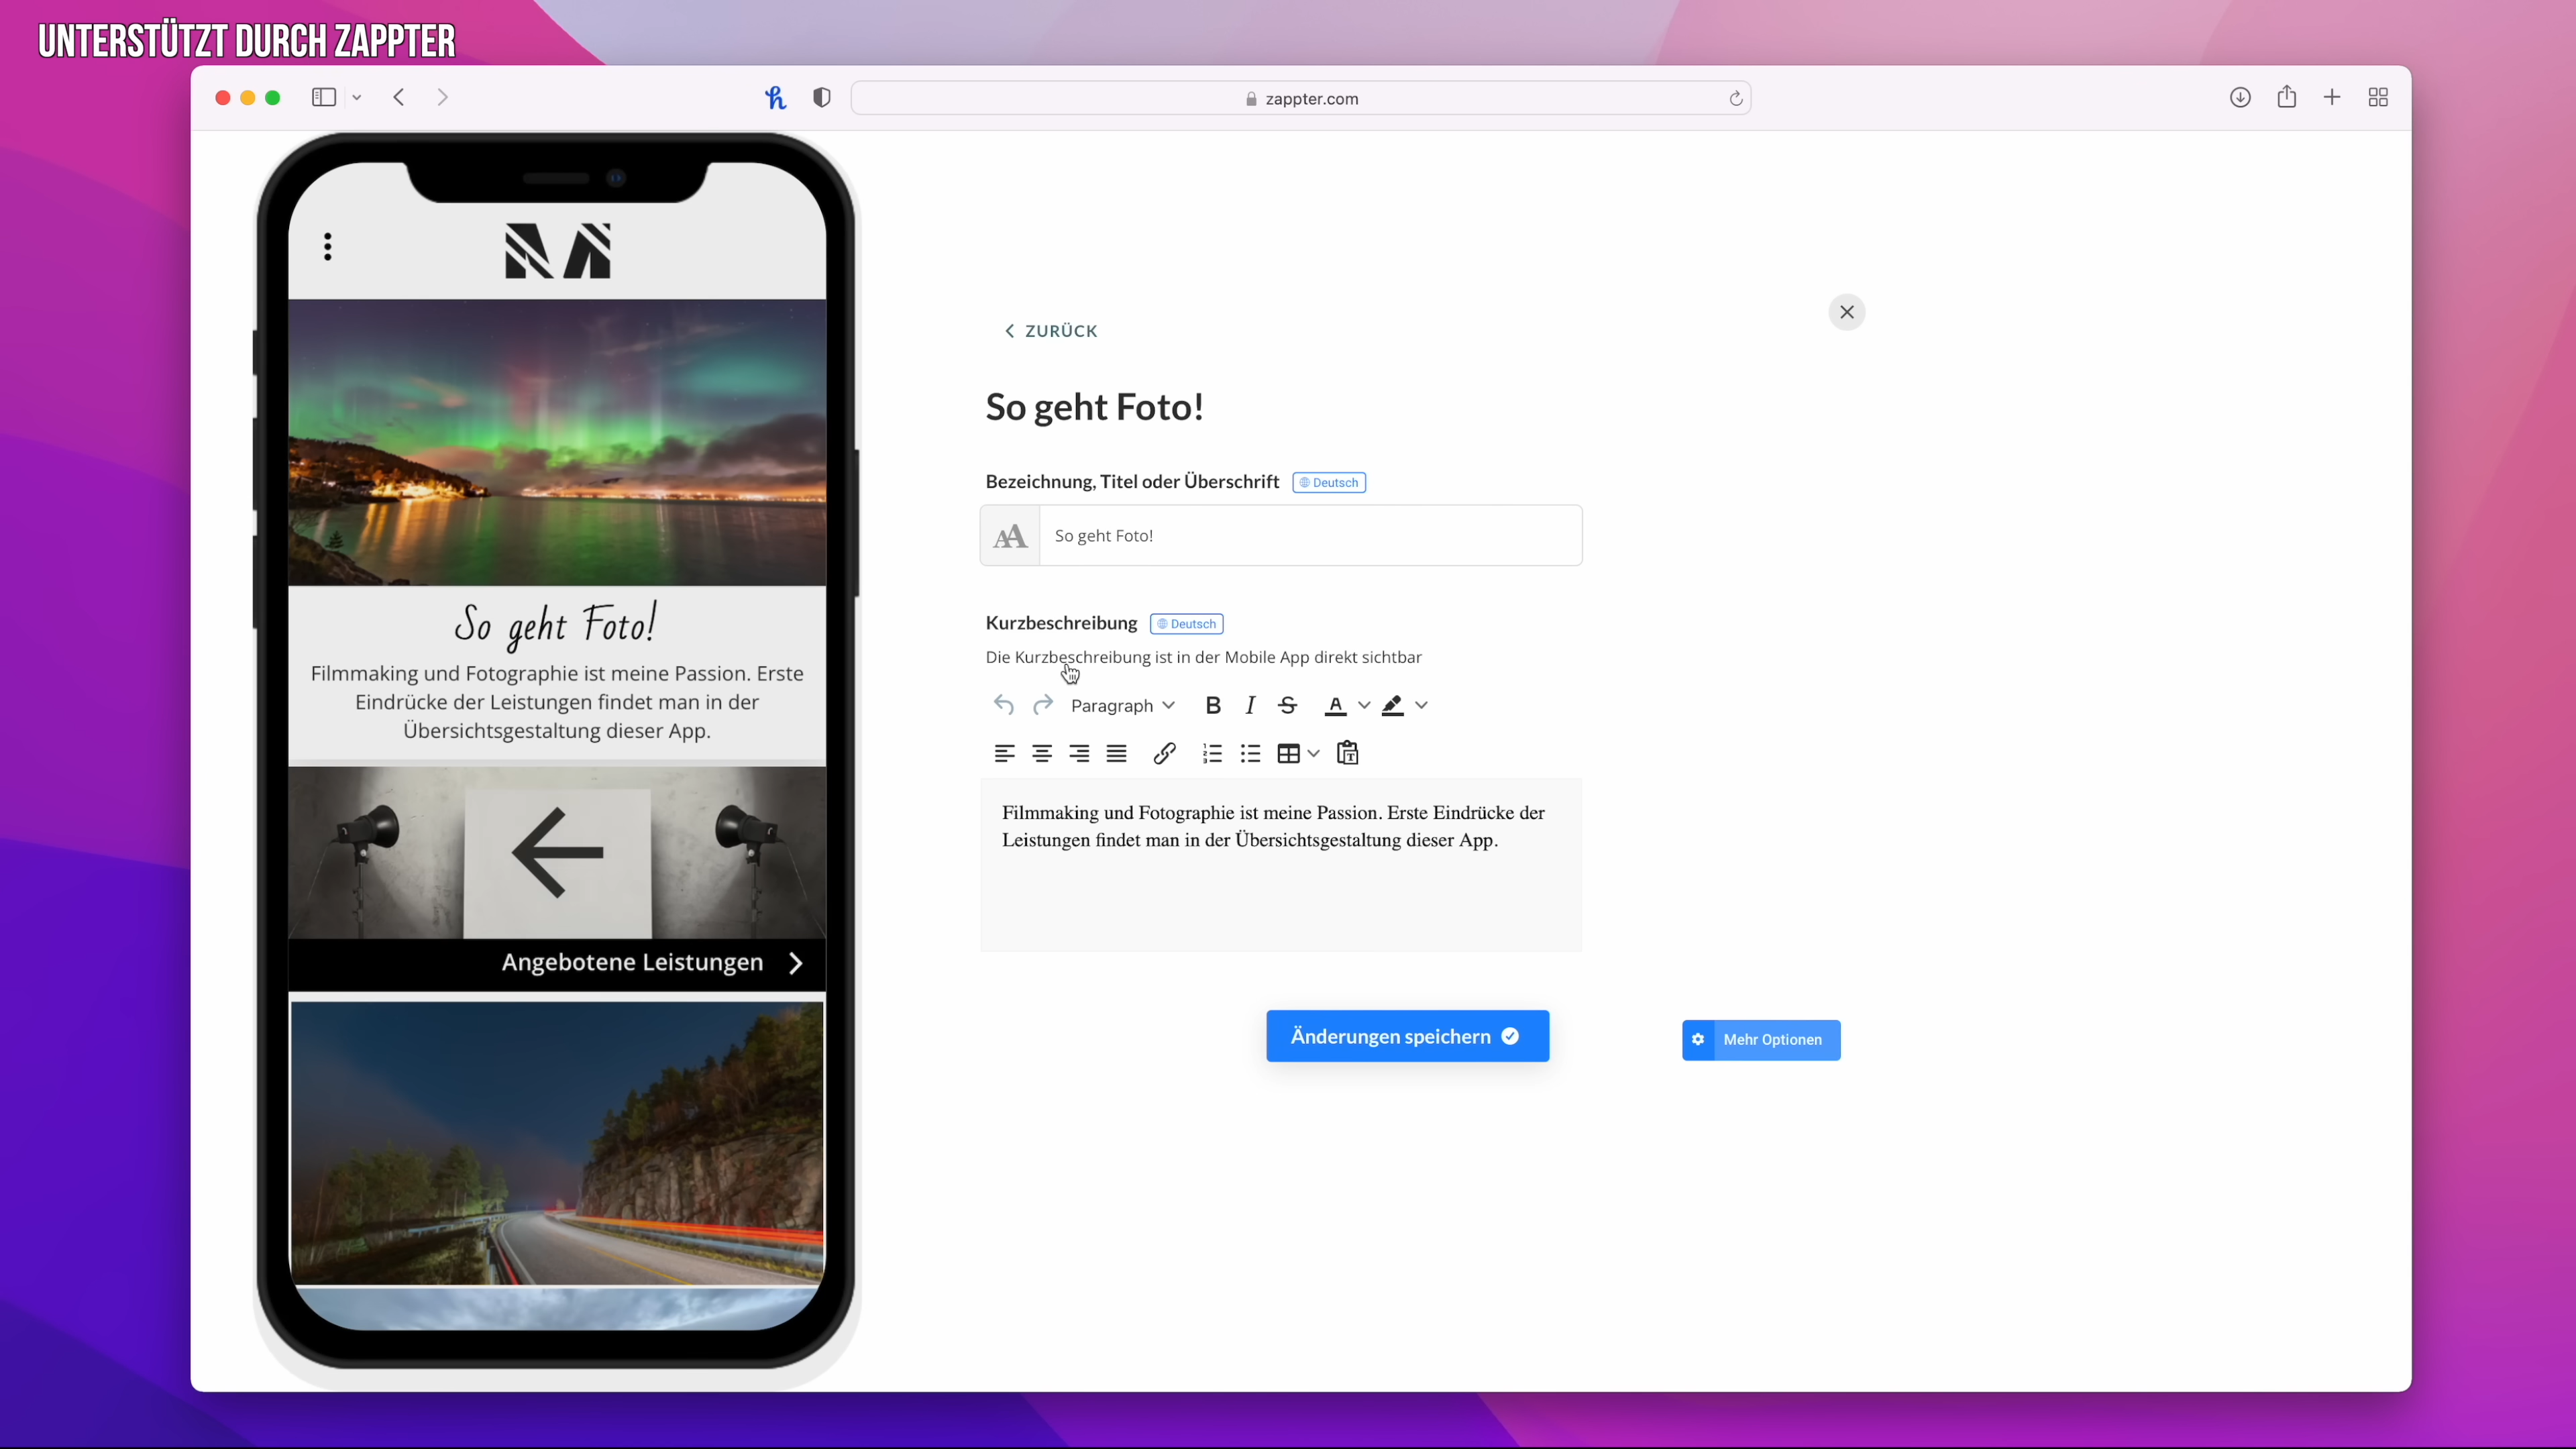 UNTERSTÜTZT DURCH ZAPPTER
zappter.com
So geht Foto!
Filmmaking und Fotographie ist meine Passion. Erste
Eindrücke der Leistungen findet man in der
Übersichtsgestaltung dieser App.
Angebotene Leistungen
ZURÜCK
So geht Foto!
Bezeichnung, Titel oder Überschrift Deutsch
So geht Foto!
Kurzbeschreibung Deutsch
Die Kurzbeschreibung ist in der Mobile App direkt sichtbar
Paragraph
Filmmaking und Fotographie ist meine Passion. Erste Eindrücke der
Leistungen findet man in der Übersichtsgestaltung dieser App.
Änderungen speichern
Mehr Optionen